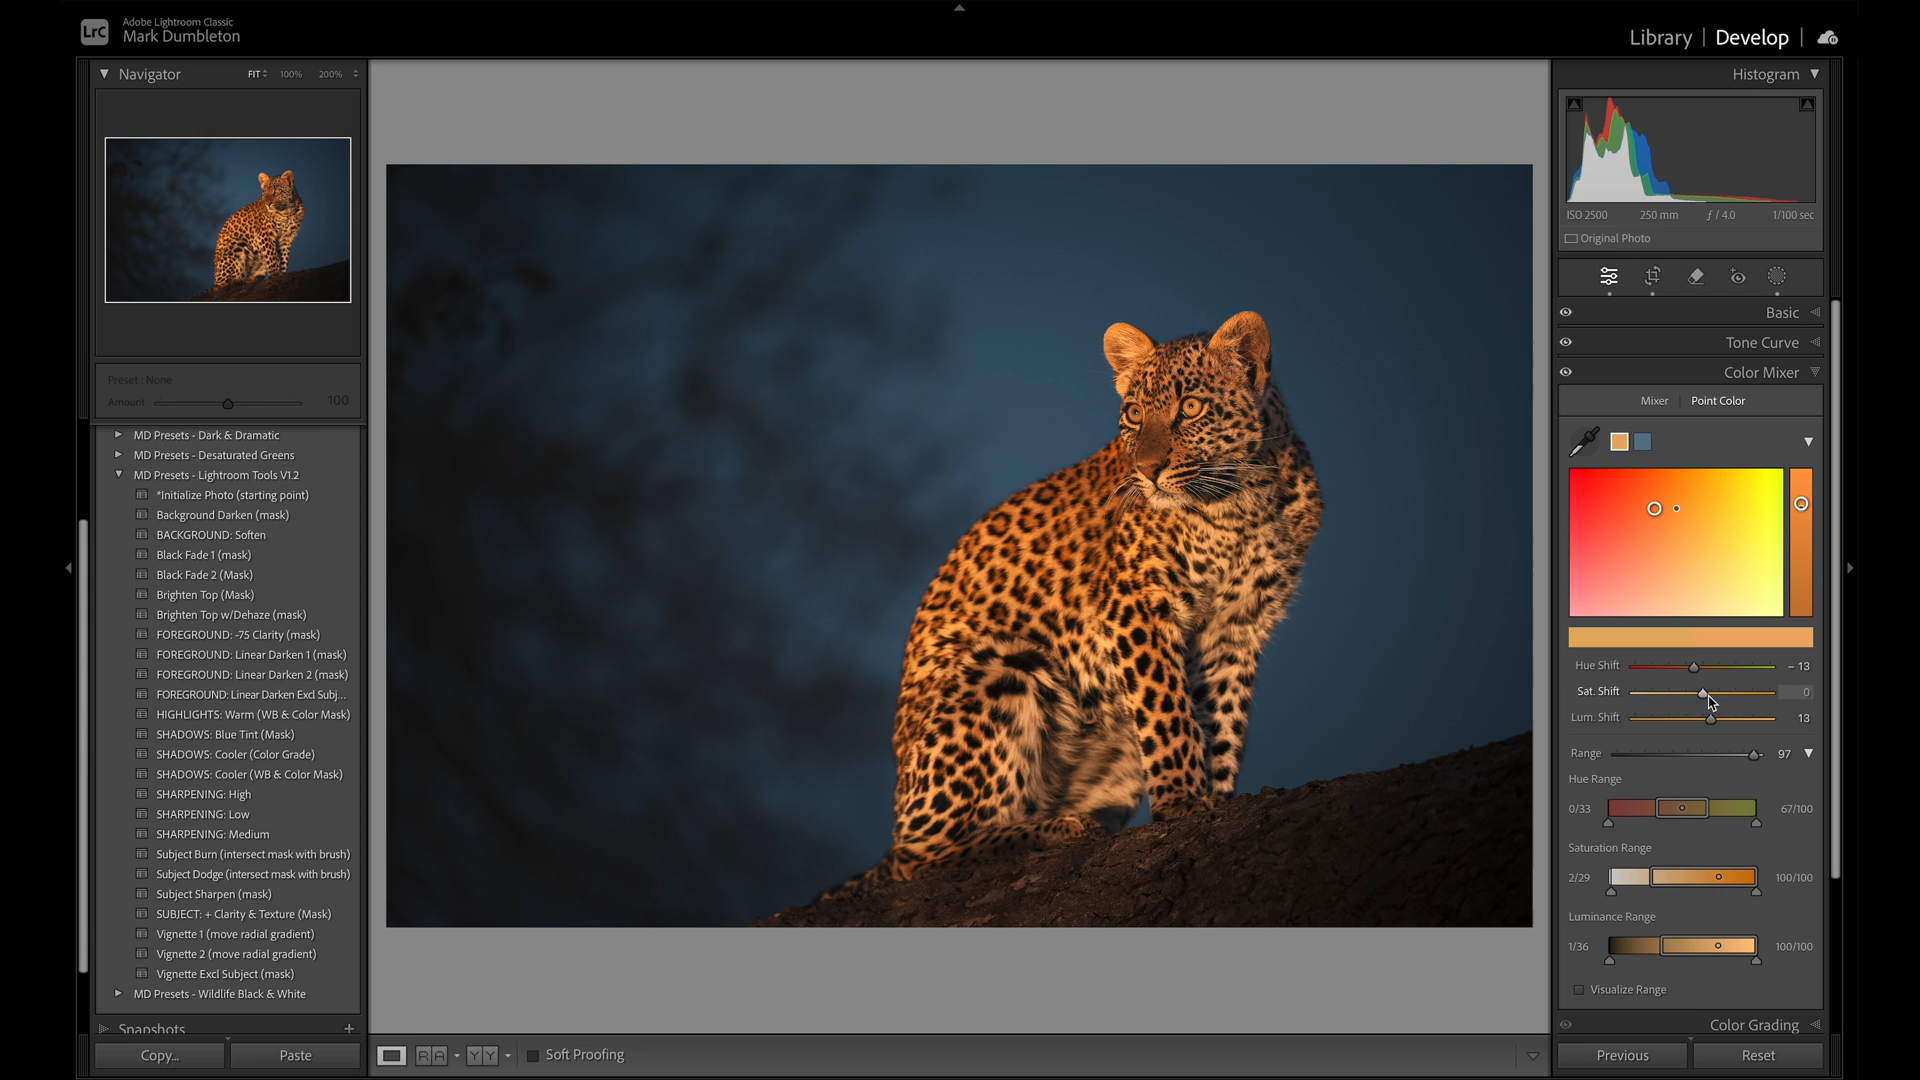 Adobe Lightroom Classic
LrC
Mark Dumbleton
Library | Develop |
Navigator
FIT 100% 200%
Preset : None
Amount 100
MD Presets - Dark & Dramatic
MD Presets - Desaturated Greens
MD Presets - Lightroom Tools V1.2
*Initialize Photo (starting point)
Background Darken (mask)
BACKGROUND: Soften
Black Fade 1 (mask)
Black Fade 2 (Mask)
Brighten Top (Mask)
Brighten Top w/Dehaze (mask)
FOREGROUND: -75 Clarity (mask)
FOREGROUND: Linear Darken 1 (mask)
FOREGROUND: Linear Darken 2 (mask)
FOREGROUND: Linear Darken Excl Subj...
HIGHLIGHTS: Warm (WB & Color Mask)
SHADOWS: Blue Tint (Mask)
SHADOWS: Cooler (Color Grade)
SHADOWS: Cooler (WB & Color Mask)
SHARPENING: High
SHARPENING: Low
SHARPENING: Medium
Subject Burn (intersect mask with brush)
Subject Dodge (intersect mask with brush)
Subject Sharpen (mask)
SUBJECT: + Clarity & Texture (Mask)
Vignette 1 (move radial gradient)
Vignette 2 (move radial gradient)
Vignette Excl Subject (mask)
MD Presets - Wildlife Black & White
Snapshots +
Copy... Paste
R A Y Y Soft Proofing
Histogram
ISO 2500 250 mm ƒ / 4.0 1/100 sec
Original Photo
Basic
Tone Curve
Color Mixer
Mixer | Point Color
Hue Shift – 13
Sat. Shift 0
Lum. Shift 13
Range 97
Hue Range
0/33 67/100
Saturation Range
2/29 100/100
Luminance Range
1/36 100/100
Visualize Range
Color Grading
Previous Reset